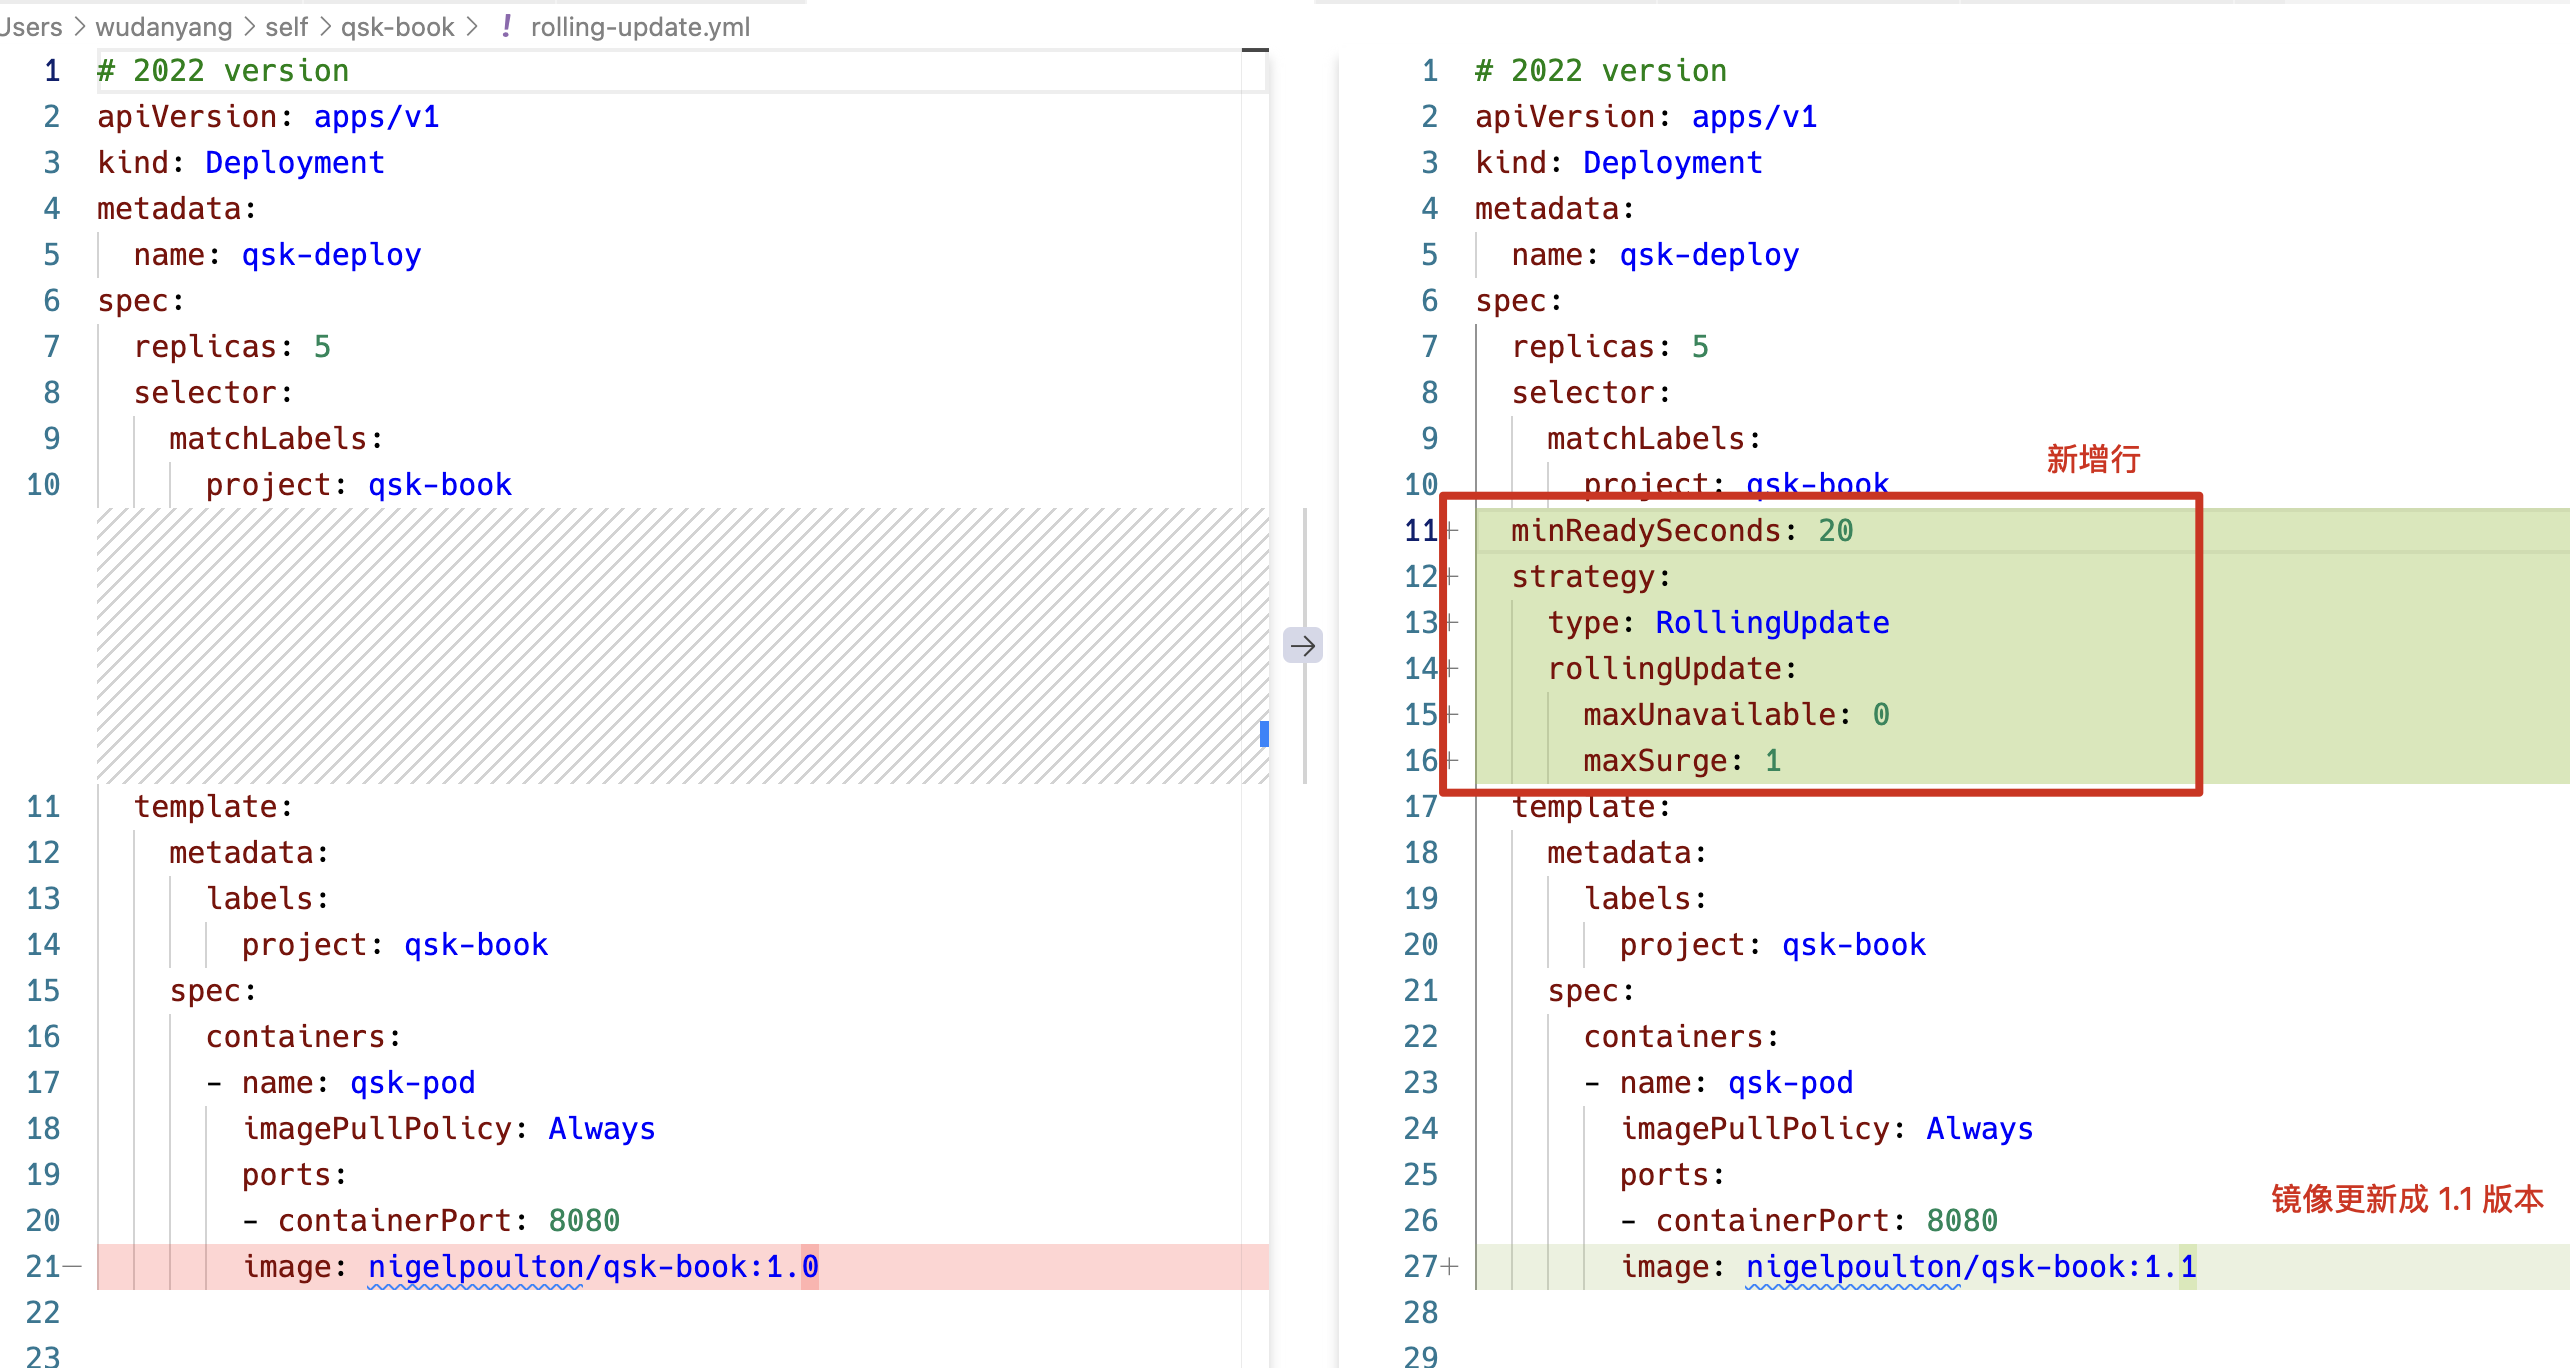 Users > wudanyang > self > qsk-book > ! rolling-update.yml
1 # 2022 version
2 apiVersion: apps/v1
3 kind: Deployment
4 metadata:
5   name: qsk-deploy
6 spec:
7   replicas: 5
8   selector:
9     matchLabels:
10       project: qsk-book
11   template:
12     metadata:
13       labels:
14         project: qsk-book
15     spec:
16       containers:
17       - name: qsk-pod
18         imagePullPolicy: Always
19         ports:
20         - containerPort: 8080
21—         image: nigelpoulton/qsk-book:1.0
22
23
1 # 2022 version
2 apiVersion: apps/v1
3 kind: Deployment
4 metadata:
5   name: qsk-deploy
6 spec:
7   replicas: 5
8   selector:
9     matchLabels:
新增行
10       project: qsk-book
11+   minReadySeconds: 20
12+   strategy:
13+     type: RollingUpdate
14+     rollingUpdate:
15+       maxUnavailable: 0
16+       maxSurge: 1
17   template:
18     metadata:
19       labels:
20         project: qsk-book
21     spec:
22       containers:
23       - name: qsk-pod
24         imagePullPolicy: Always
25         ports:
镜像更新成 1.1 版本
26         - containerPort: 8080
27+         image: nigelpoulton/qsk-book:1.1
28
29